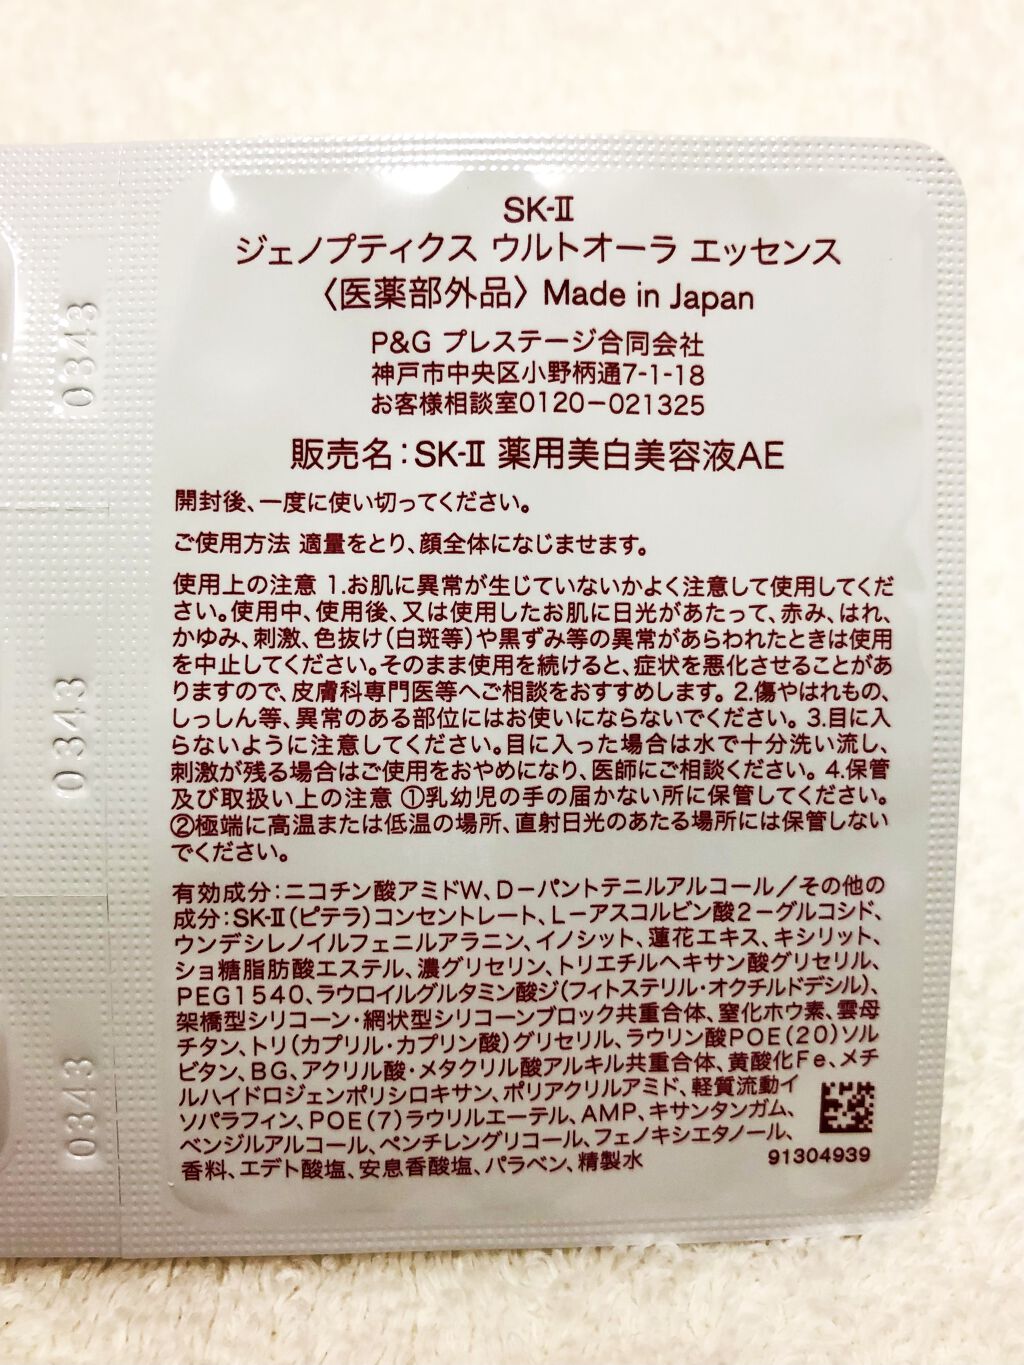 SK-Ⅱ
ジェノプティクス ウルトオーラ エッセンス
〈医薬部外品〉 Made in Japan
P&G プレステージ合同会社
神戸市中央区小野柄通7-1-18
お客様相談室0120-021325
販売名:SK-Ⅱ 薬用美白美容液AE
開封後、一度に使い切ってください。
ご使用方法 適量をとり、顔全体になじませます。
使用上の注意 1.お肌に異常が生じていないかよく注意して使用してくだ
さい。使用中、使用後、又は使用したお肌に日光があたって、赤み、はれ、
かゆみ、刺激、色抜け(白斑等)や黒ずみ等の異常があらわれたときは使用
を中止してください。そのまま使用を続けると、症状を悪化させることがあ
りますので、皮膚科専門医等へご相談をおすすめします。 2.傷やはれもの、
しっしん等、異常のある部位にはお使いにならないでください。 3.目に入
らないように注意してください。目に入った場合は水で十分洗い流し、
刺激が残る場合はご使用をおやめになり、医師にご相談ください。 4.保管
及び取扱い上の注意 ①乳幼児の手の届かない所に保管してください。
②極端に高温または低温の場所、直射日光のあたる場所には保管しない
でください。
有効成分:ニコチン酸アミドW、D-パントテニルアルコール/その他の
成分:SK-Ⅱ(ピテラ)コンセントレート、L-アスコルビン酸2-グルコシド、
ウンデシレノイルフェニルアラニン、イノシット、蓮花エキス、キシリット、
ショ糖脂肪酸エステル、濃グリセリン、トリエチルヘキサン酸グリセリル、
PEG1540、ラウロイルグルタミン酸ジ(フィトステリル・オクチルドデシル)、
架橋型シリコーン・網状型シリコーンブロック共重合体、窒化ホウ素、雲母
チタン、トリ(カプリル・カプリン酸)グリセリル、ラウリン酸POE(20)ソル
ビタン、BG、アクリル酸・メタクリル酸アルキル共重合体、黄酸化Fe、メチ
ルハイドロジェンポリシロキサン、ポリアクリルアミド、軽質流動イ
ソパラフィン、POE(7)ラウリルエーテル、AMP、キサンタンガム、
ベンジルアルコール、ペンチレングリコール、フェノキシエタノール、
香料、エデト酸塩、安息香酸塩、パラベン、精製水
91304939
0343
0343
0343